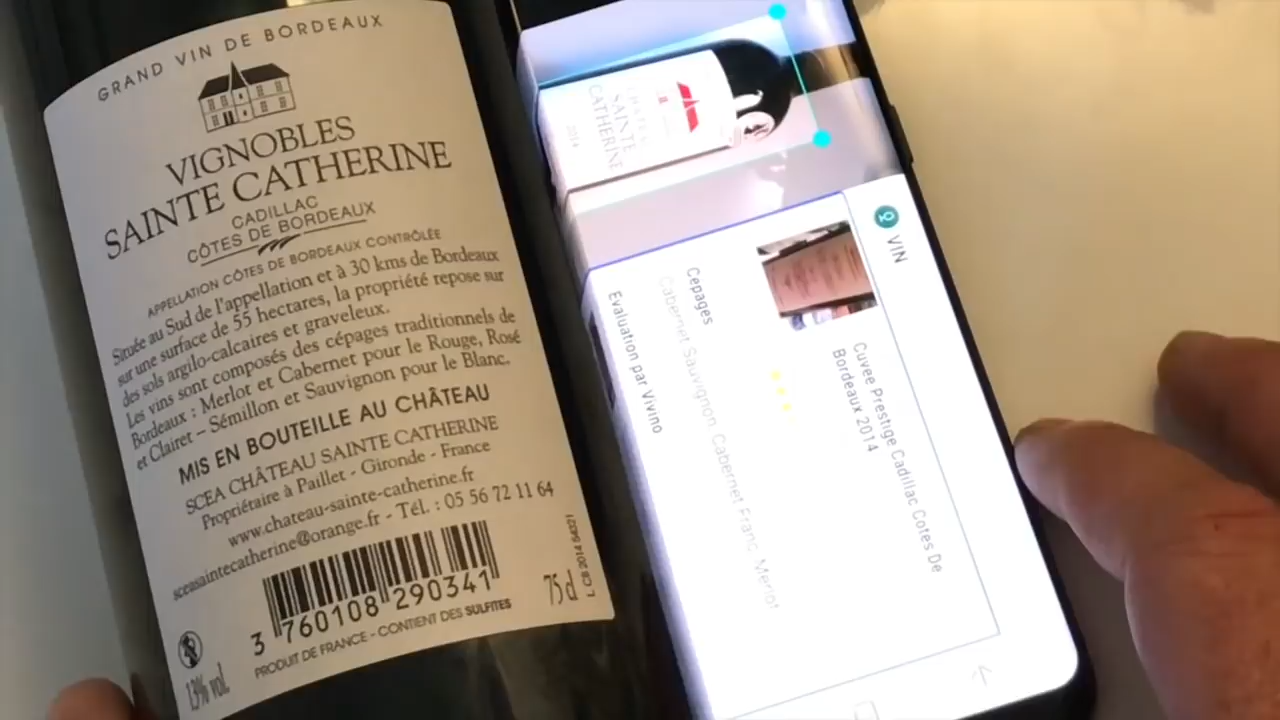 GRAND VIN DE BORDEAUX
VIGNOBLES
SAINTE CATHERINE
CADILLAC
CÔTES DE BORDEAUX
APPELLATION CÔTES DE BORDEAUX CONTRÔLÉE
Située au Sud de l'appellation et à 30 kms de Bordeaux
sur une surface de 55 hectares, la propriété repose sur
des sols argilo-calcaires et graveleux.
Les vins sont composés des cépages traditionnels de
Bordeaux : Merlot et Cabernet pour le Rouge, Rosé
et Clairet – Sémillon et Sauvignon pour le Blanc.
MIS EN BOUTEILLE AU CHÂTEAU
SCEA CHÂTEAU SAINTE CATHERINE
Propriétaire à Paillet - Gironde - France
www.chateau-sainte-catherine.fr
sceasaintecatherine@orange.fr - Tél. : 05 56 72 11 64
3 760108 290341
PRODUIT DE FRANCE - CONTIENT DES SULFITES
13% vol.
75 cl
SAINTE
CATHERINE
2014
VIN
Cuvee Prestige Cadillac Cotes De
Bordeaux 2014
Cepages
Cabernet Sauvignon, Cabernet Franc, Merlot
Evaluation par Vivino